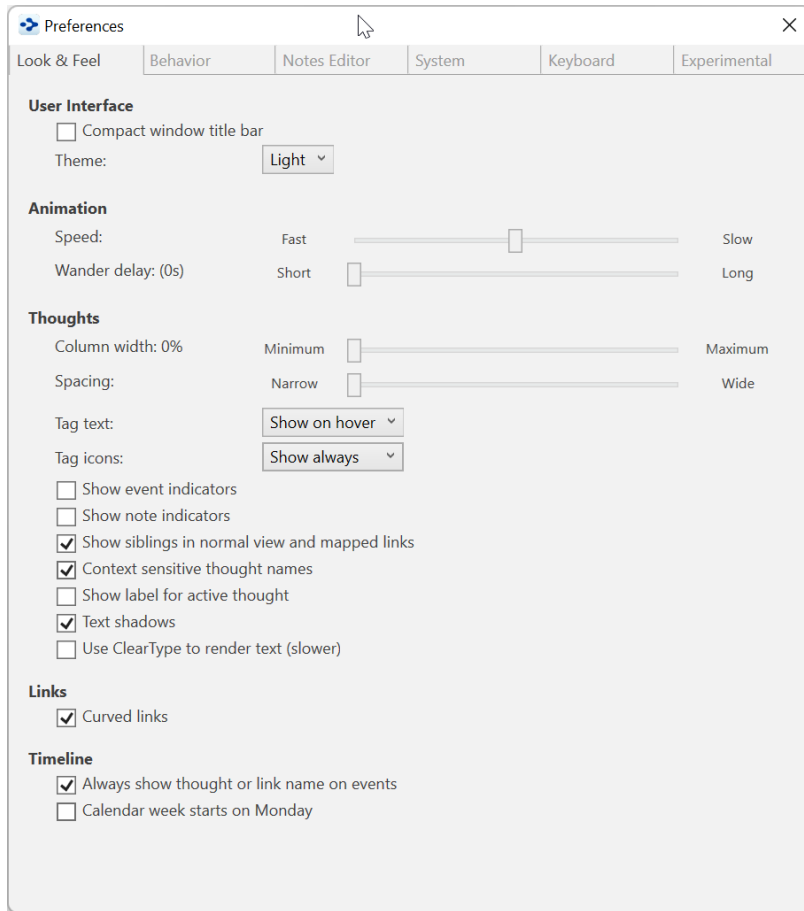 Preferences
Look & Feel Behavior Notes Editor System Keyboard Experimental
User Interface
Compact window title bar
Theme: Light
Animation
Speed: Fast Slow
Wander delay: (0s) Short Long
Thoughts
Column width: 0% Minimum Maximum
Spacing: Narrow Wide
Tag text: Show on hover
Tag icons: Show always
Show event indicators
Show note indicators
Show siblings in normal view and mapped links
Context sensitive thought names
Show label for active thought
Text shadows
Use ClearType to render text (slower)
Links
Curved links
Timeline
Always show thought or link name on events
Calendar week starts on Monday